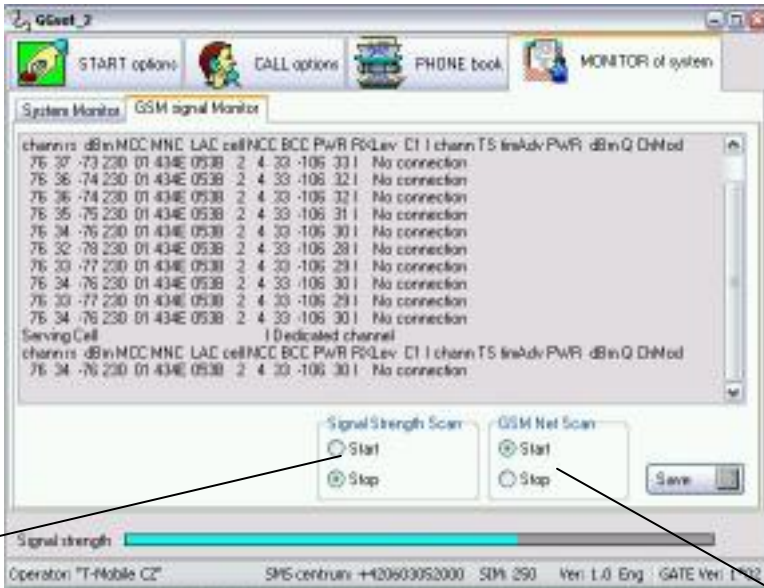 GGset_2
START options CALL options PHONE book MONITOR of system
System Monitor GSM signal Monitor
chann rs dBm MCC MNC LAC cell NCC BCC PWR RXLev C1 I chann TS timAdv PWR dBm Q ChMod
76 37 -73 230 01 434E 053B 2 4 33 -106 33 I No connection
76 36 -74 230 01 434E 053B 2 4 33 -106 32 I No connection
76 36 -74 230 01 434E 053B 2 4 33 -106 32 I No connection
76 35 -75 230 01 434E 053B 2 4 33 -106 31 I No connection
76 34 -76 230 01 434E 053B 2 4 33 -106 30 I No connection
76 32 -78 230 01 434E 053B 2 4 33 -106 28 I No connection
76 33 -77 230 01 434E 053B 2 4 33 -106 29 I No connection
76 34 -76 230 01 434E 053B 2 4 33 -106 30 I No connection
76 33 -77 230 01 434E 053B 2 4 33 -106 29 I No connection
76 34 -76 230 01 434E 053B 2 4 33 -106 30 I No connection
Serving Cell I Dedicated channel
chann rs dBm MCC MNC LAC cell NCC BCC PWR RXLev C1 I chann TS timAdv PWR dBm Q ChMod
76 34 -76 230 01 434E 053B 2 4 33 -106 30 I No connection
Signal Strength Scan GSM Net Scan
Start Start
Stop Stop
Save
Signal strength
Operator: "T-Mobile CZ" SMS centrum: +420603052000 SIM: 250 Ver: 1.0 Eng GATE Ver: